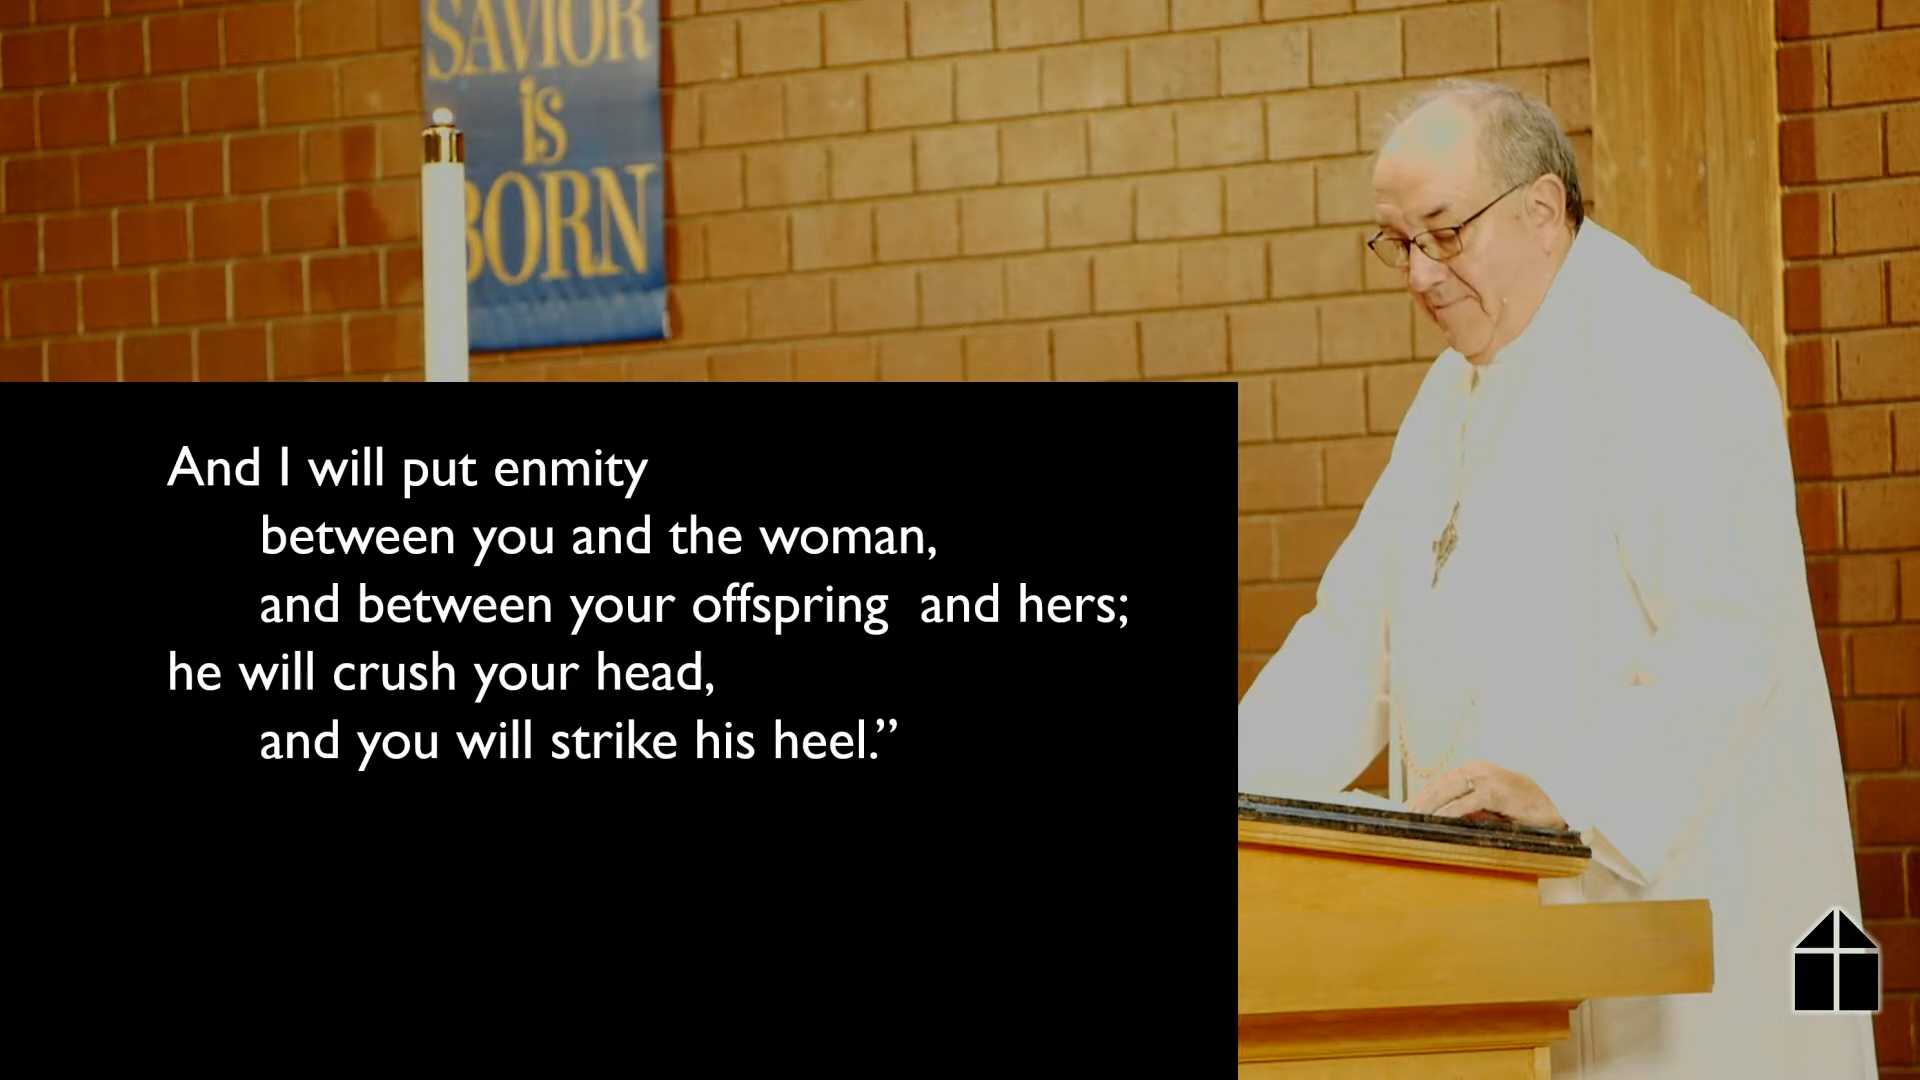 SAVIOR
is
BORN
And I will put enmity
between you and the woman,
and between your offspring  and hers;
he will crush your head,
and you will strike his heel.”